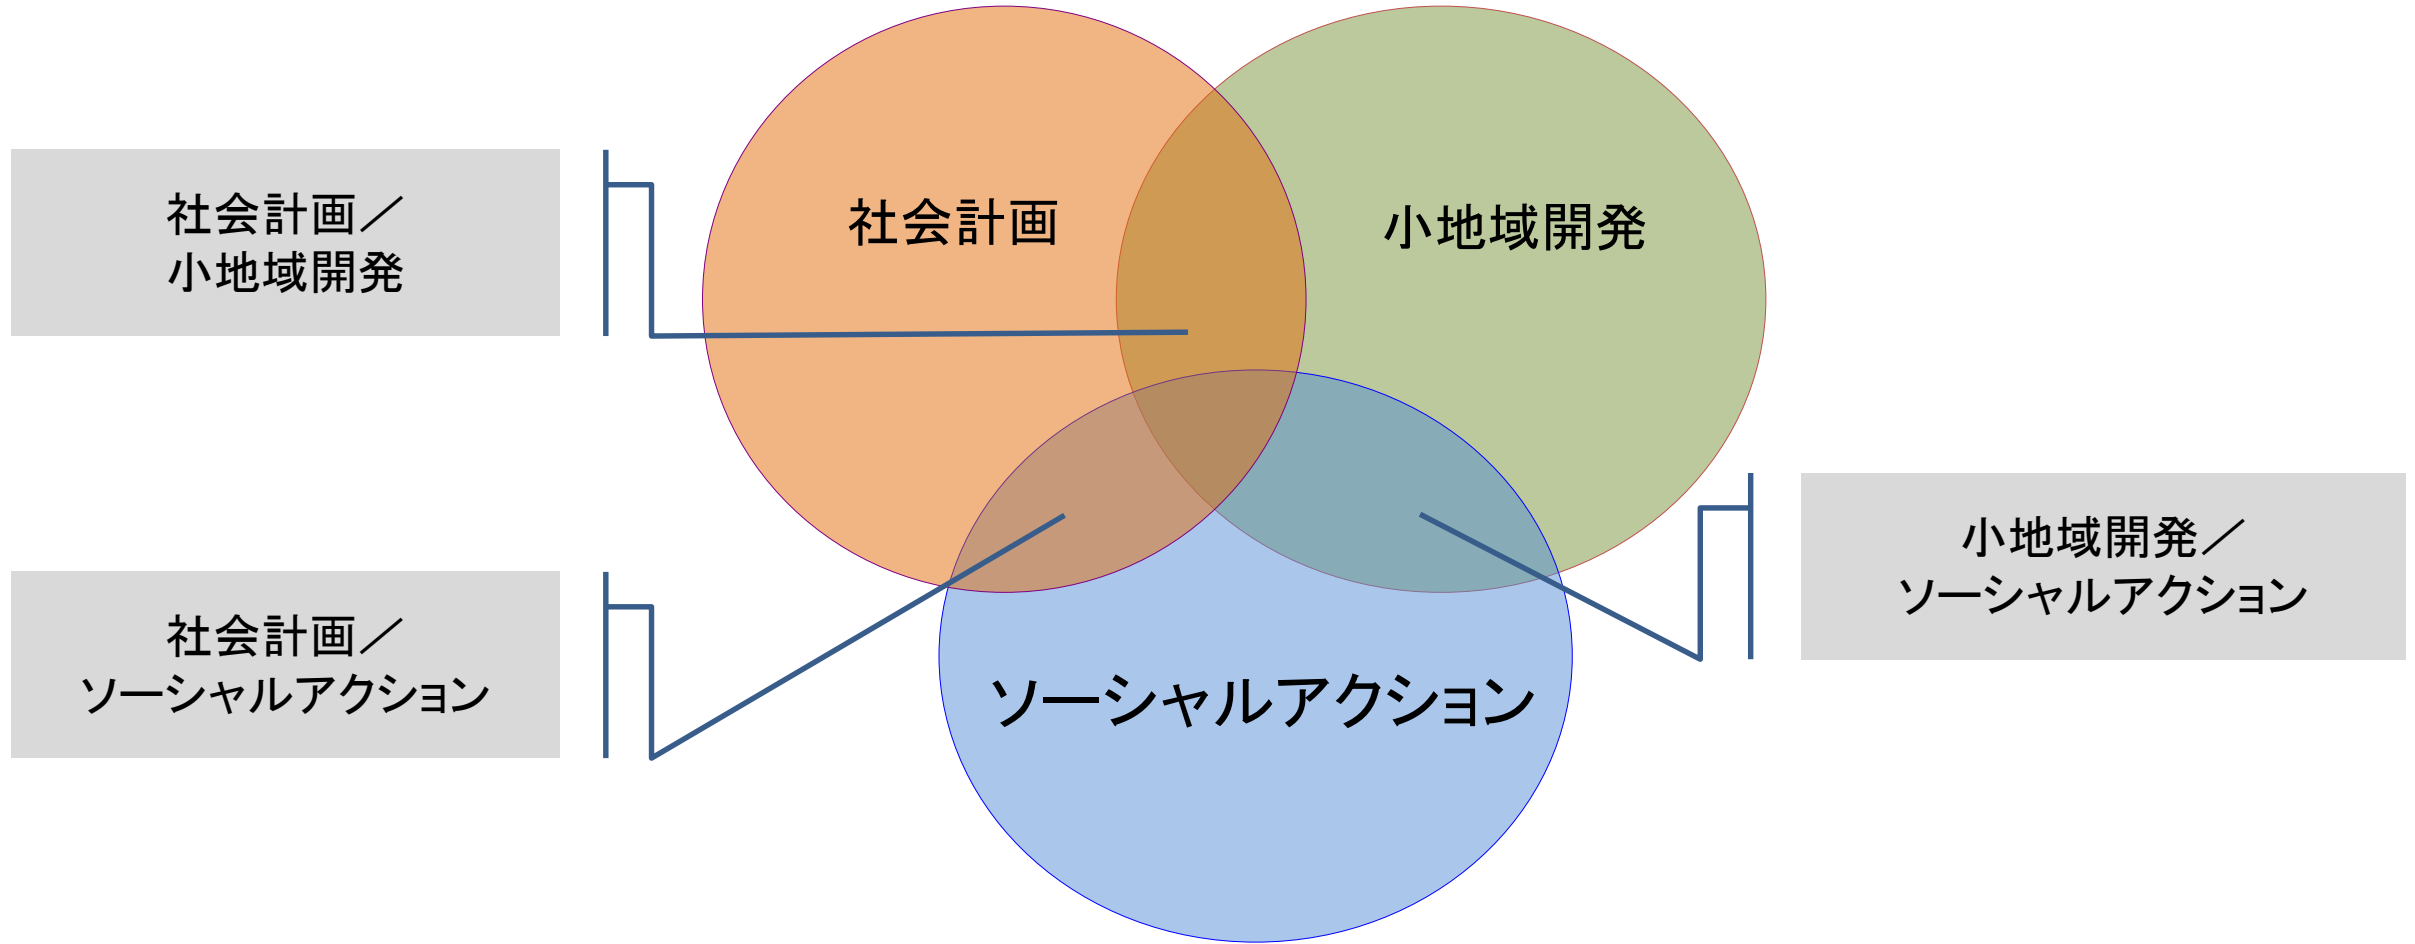 社会計画／
小地域開発
社会計画
小地域開発
小地域開発／
ソーシャルアクション
社会計画／
ソーシャルアクション
ソーシャルアクション